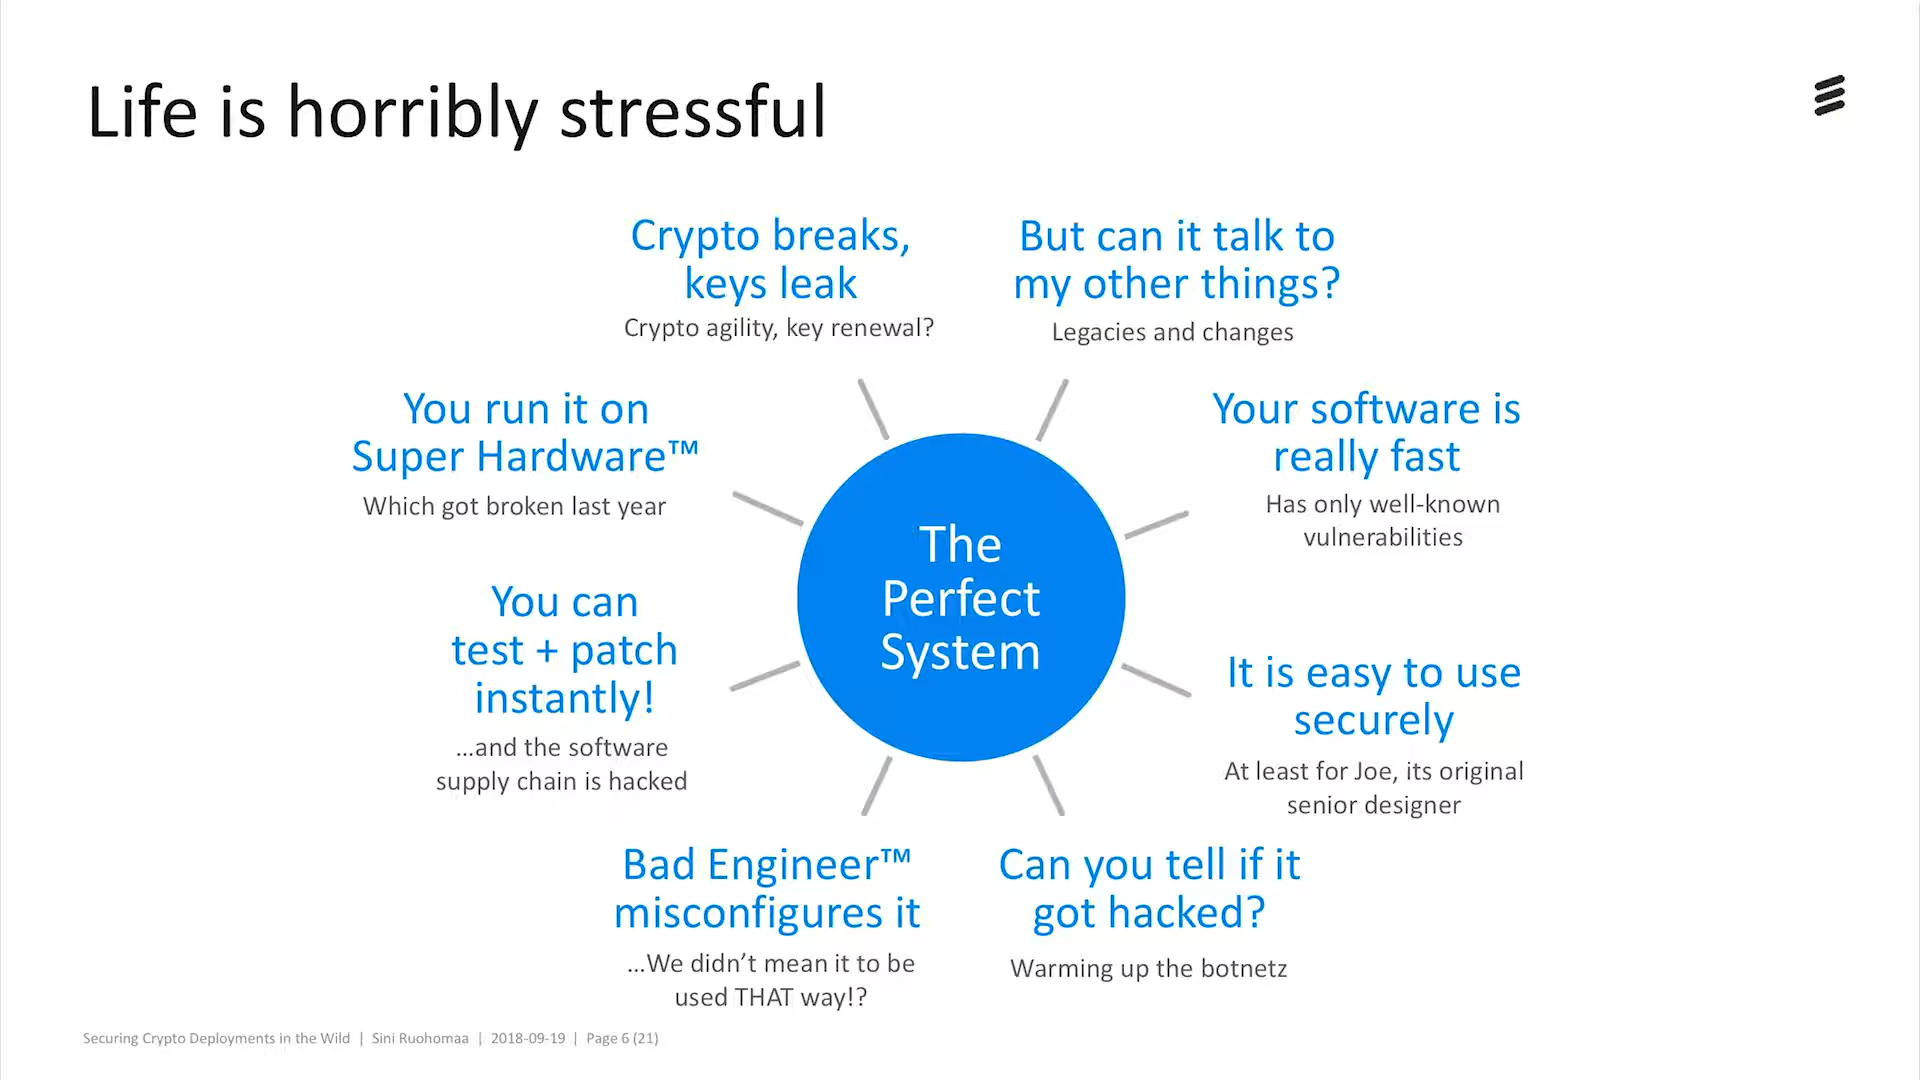 Life is horribly stressful
Crypto breaks,
keys leak
Crypto agility, key renewal?
But can it talk to
my other things?
Legacies and changes
You run it on
Super Hardware™
Which got broken last year
Your software is
really fast
Has only well-known
vulnerabilities
The
Perfect
System
You can
test + patch
instantly!
...and the software
supply chain is hacked
It is easy to use
securely
At least for Joe, its original
senior designer
Bad Engineer™
misconfigures it
...We didn’t mean it to be
used THAT way!?
Can you tell if it
got hacked?
Warming up the botnetz
Securing Crypto Deployments in the Wild | Sini Ruohomaa | 2018-09-19 | Page 6 (21)